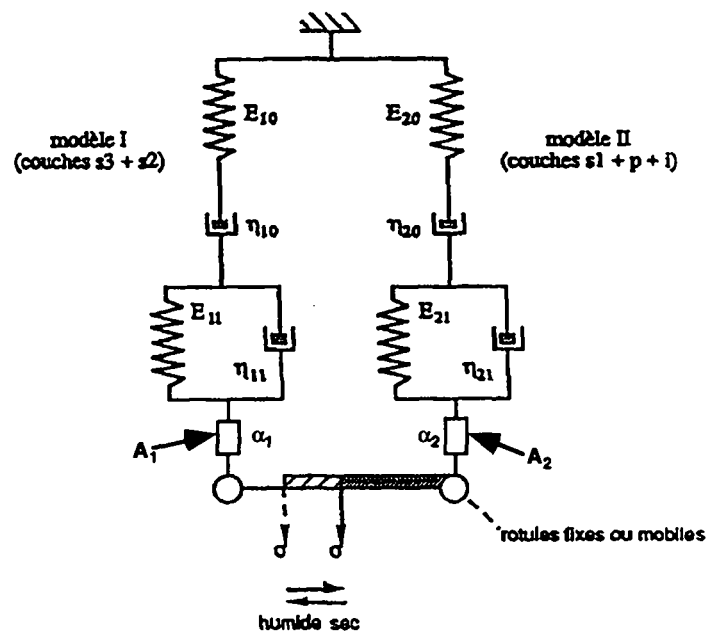 E10
E20
modèle I
(couches s3 + s2)
modèle II
(couches s1 + p + i)
η10
η20
E11
E21
η11
η21
A1
α1
α2
A2
rotules fixes ou mobiles
σ
σ
humide sec